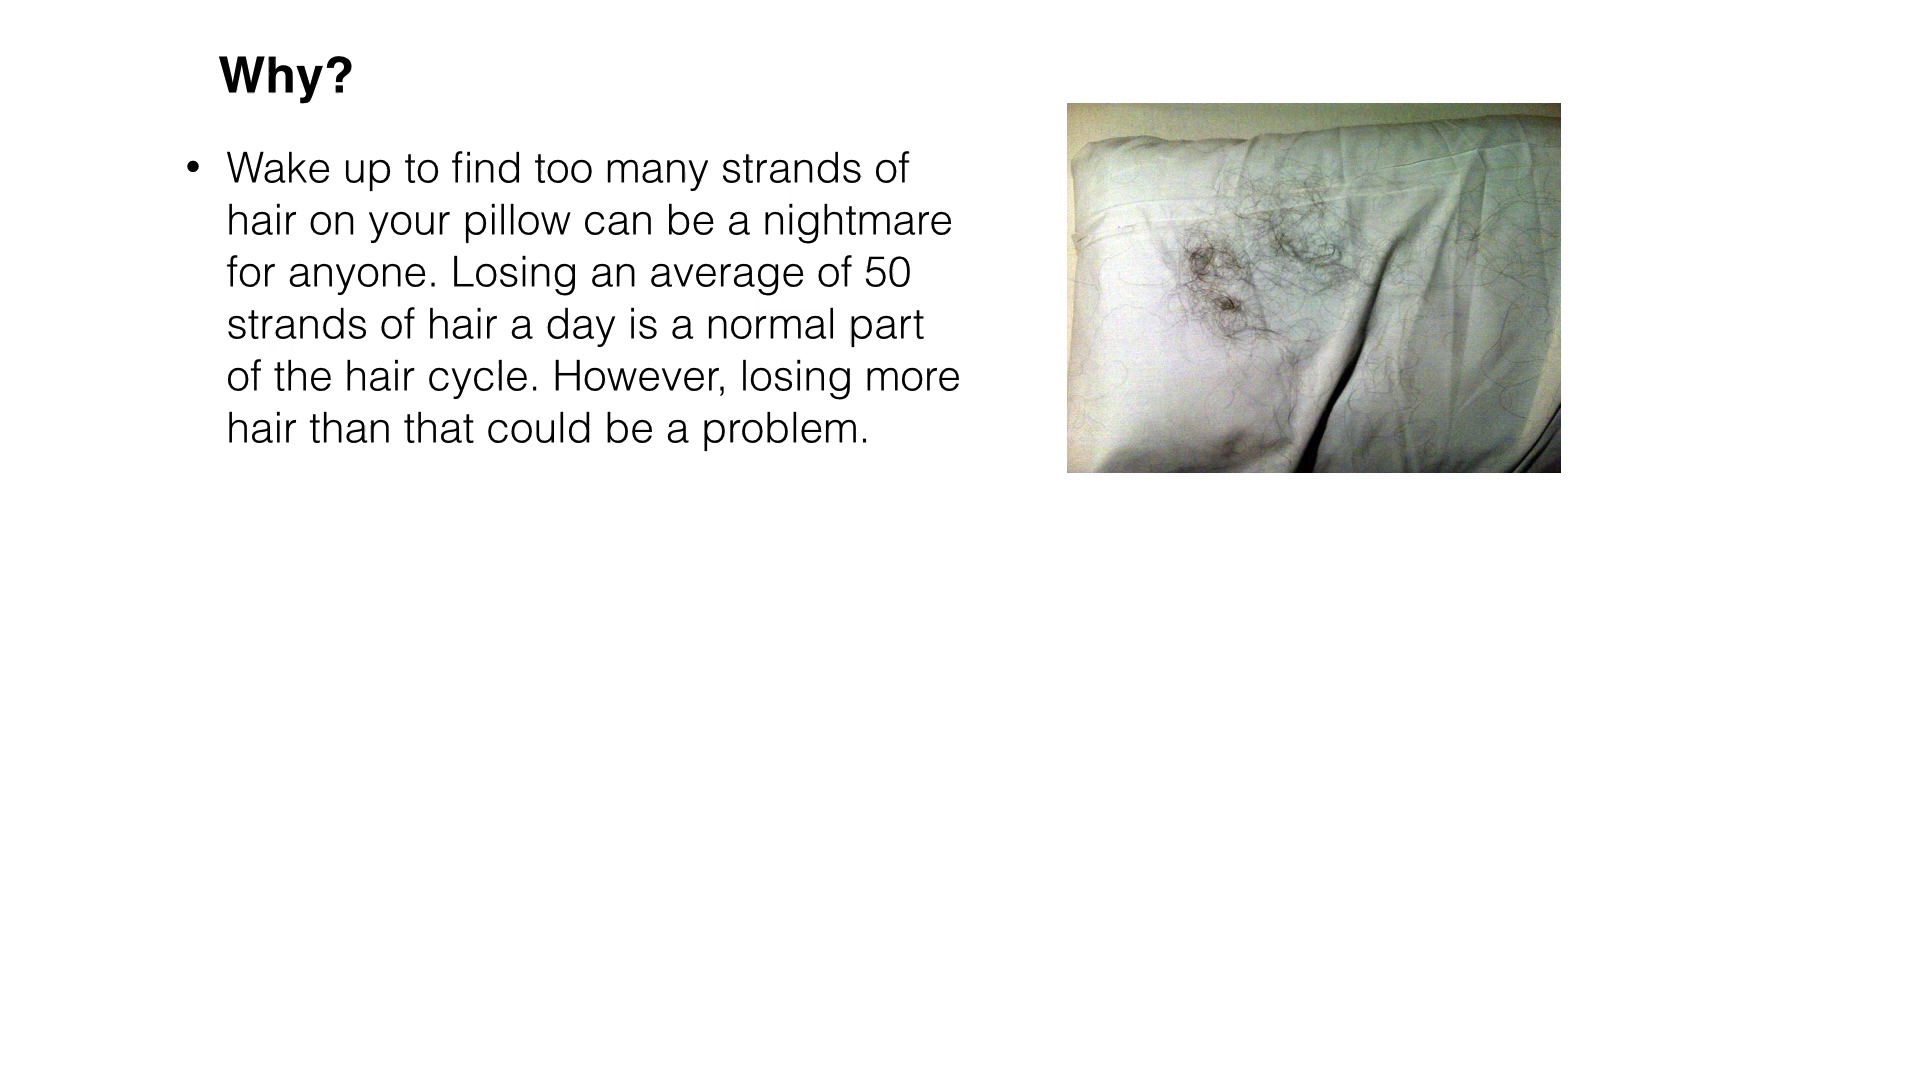 Why?
• Wake up to find too many strands of
hair on your pillow can be a nightmare
for anyone. Losing an average of 50
strands of hair a day is a normal part
of the hair cycle. However, losing more
hair than that could be a problem.